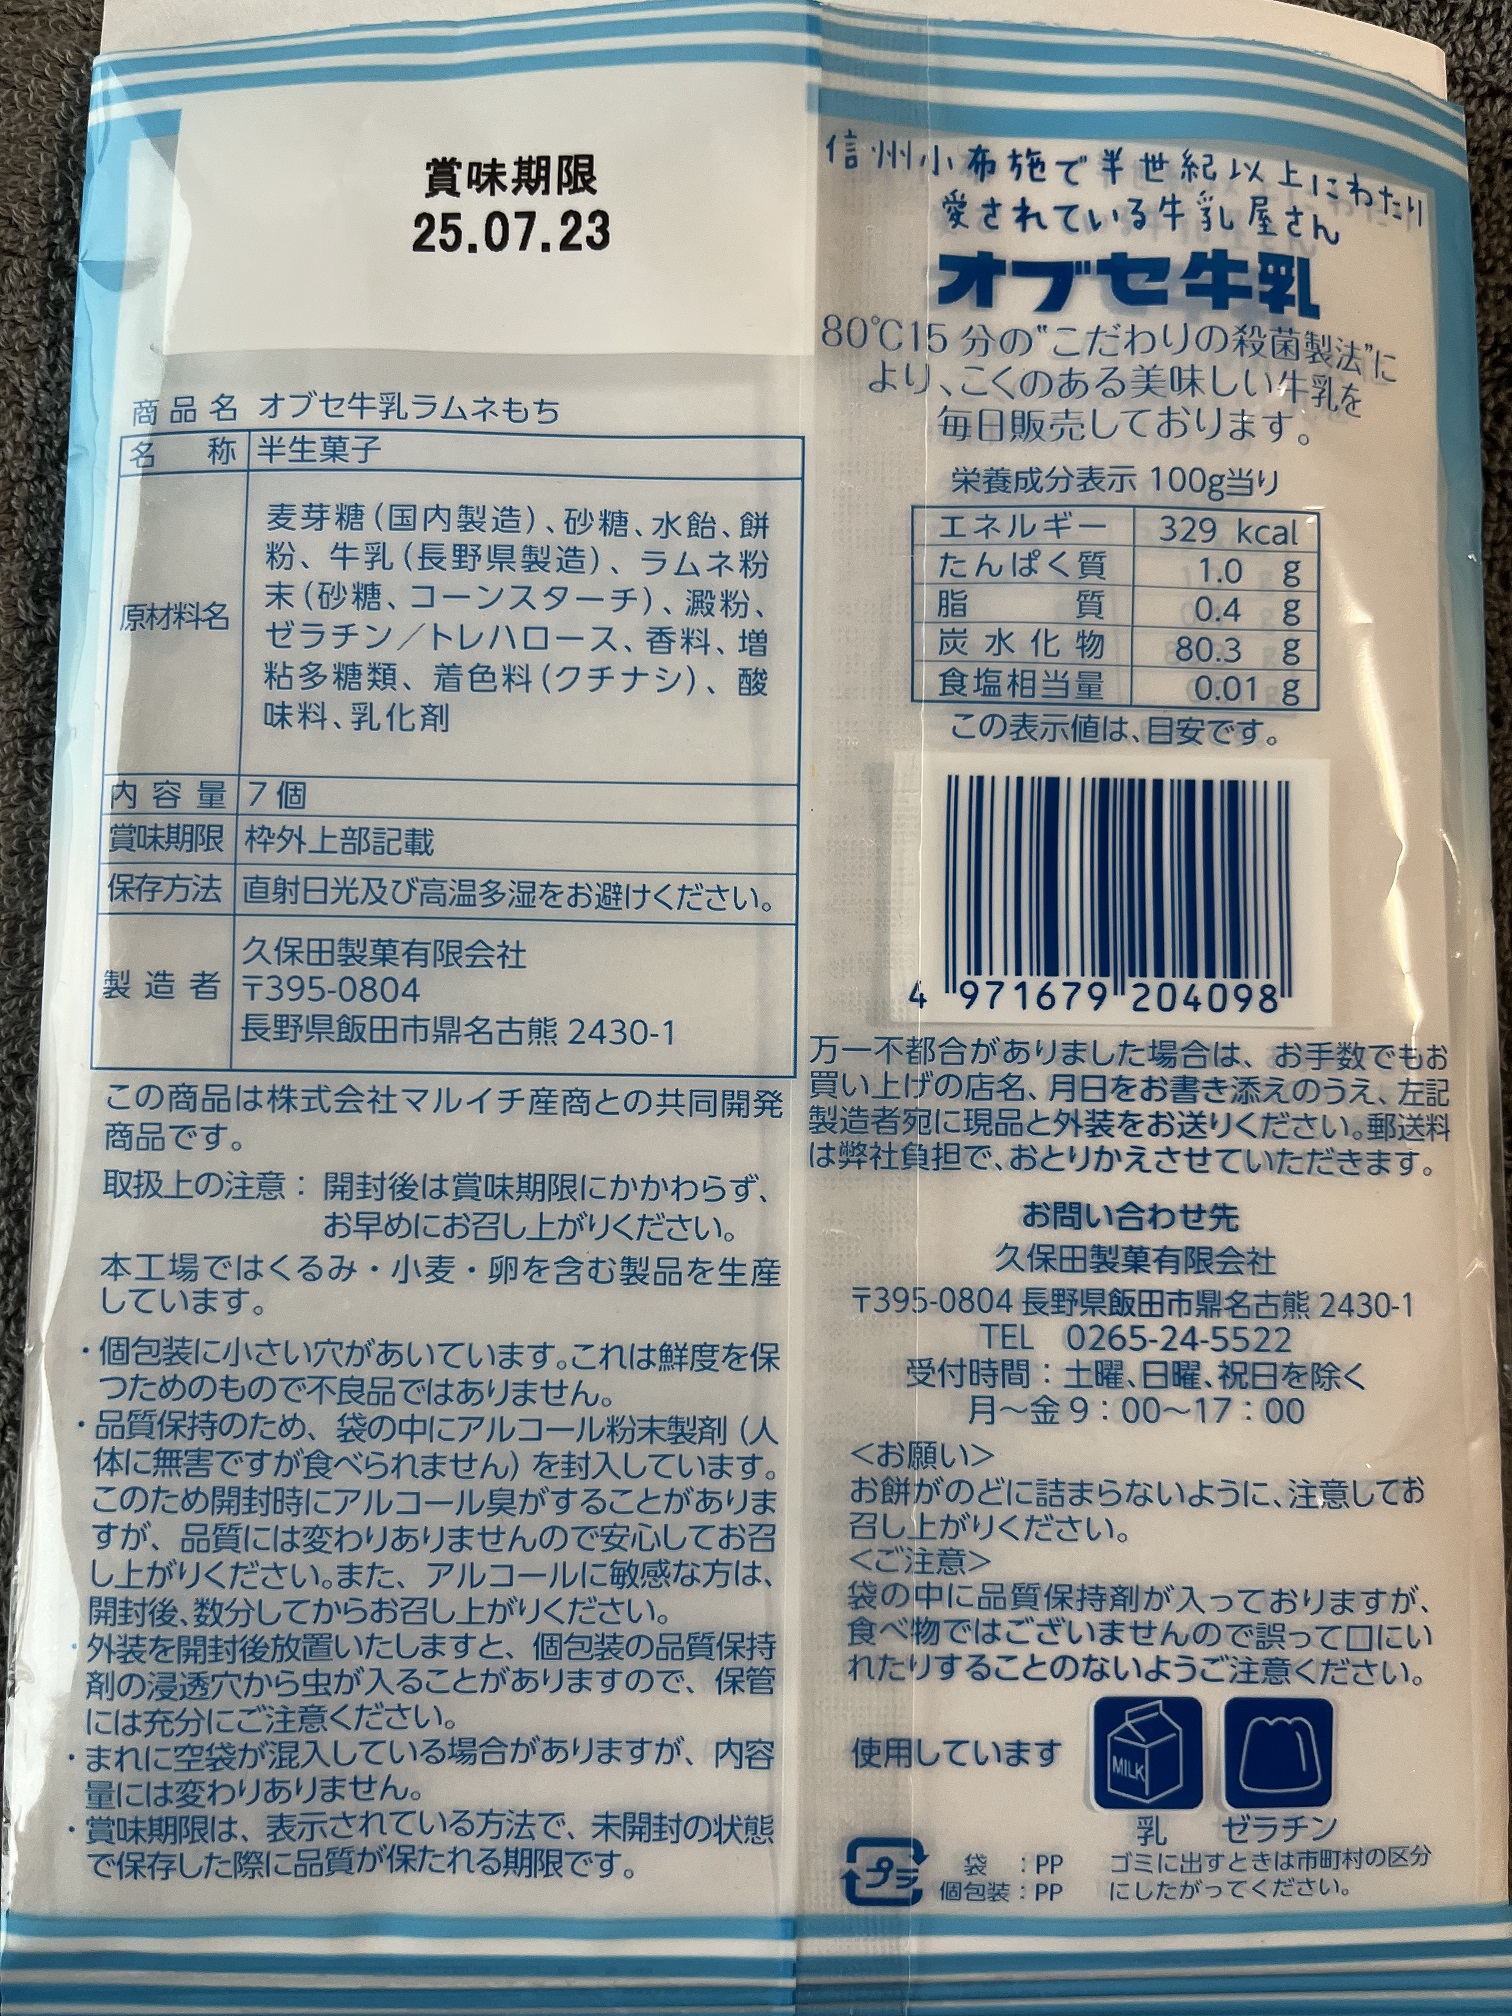 賞味期限
25.07.23
商品名 オブセ牛乳ラムネもち
名 称 半生菓子
原材料名
麦芽糖(国内製造)、砂糖、水飴、餅
粉、牛乳(長野県製造)、ラムネ粉
末(砂糖、コーンスターチ)、澱粉、
ゼラチン/トレハロース、香料、増
粘多糖類、着色料(クチナシ)、酸
味料、乳化剤
内容量 7個
賞味期限 枠外上部記載
保存方法 直射日光及び高温多湿をお避けください。
製造者
久保田製菓有限会社
〒395-0804
長野県飯田市鼎名古熊 2430-1
この商品は株式会社マルイチ産商との共同開発
商品です。
取扱上の注意：開封後は賞味期限にかかわらず、
お早めにお召し上がりください。
本工場ではくるみ・小麦・卵を含む製品を生産
しています。
・個包装に小さい穴があいています。これは鮮度を保
つためのもので不良品ではありません。
・品質保持のため、袋の中にアルコール粉末製剤(人
体に無害ですが食べられません)を封入しています。
このため開封時にアルコール臭がすることがありま
すが、品質には変わりありませんので安心してお召
し上がりください。また、アルコールに敏感な方は、
開封後、数分してからお召し上がりください。
・外装を開封後放置いたしますと、個包装の品質保持
剤の浸透穴から虫が入ることがありますので、保管
には充分にご注意ください。
・まれに空袋が混入している場合がありますが、内容
量には変わりありません。
・賞味期限は、表示されている方法で、未開封の状態
で保存した際に品質が保たれる期限です。
信州小布施で半世紀以上にわたり
愛されている牛乳屋さん
オブセ牛乳
80℃15分の"こだわりの殺菌製法"に
より、こくのある美味しい牛乳を
毎日販売しております。
栄養成分表示 100g当り
エネルギー 329 kcal
たんぱく質 1.0 g
脂質 0.4 g
炭水化物 80.3 g
食塩相当量 0.01 g
この表示値は、目安です。
4 971679 204098
万一不都合がありました場合は、お手数でもお
買い上げの店名、月日をお書き添えのうえ、左記
製造者宛に現品と外装をお送りください。郵送料
は弊社負担で、おとりかえさせていただきます。
お問い合わせ先
久保田製菓有限会社
〒395-0804 長野県飯田市鼎名古熊 2430-1
TEL 0265-24-5522
受付時間：土曜、日曜、祝日を除く
月～金 9：00～17：00
＜お願い＞
お餅がのどに詰まらないように、注意してお
召し上がりください。
＜ご注意＞
袋の中に品質保持剤が入っておりますが、
食べ物ではございませんので誤って口にい
れたりすることのないようご注意ください。
使用しています
MILK
乳 ゼラチン
プラ
袋 ：PP
個包装：PP
ゴミに出すときは市町村の区分
にしたがってください。